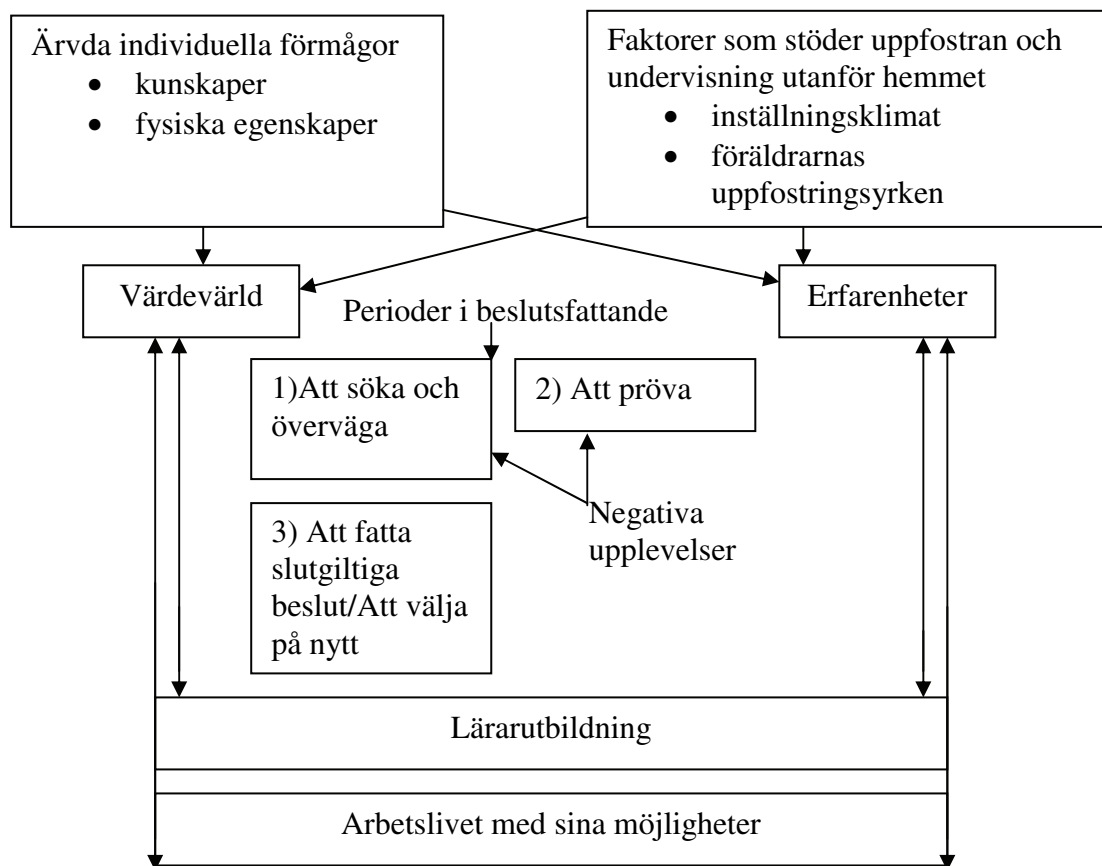 Ärvda individuella förmågor
• kunskaper
• fysiska egenskaper
Faktorer som stöder uppfostran och
undervisning utanför hemmet
• inställningsklimat
• föräldrarnas
uppfostringsyrken
Värdevärld
Erfarenheter
Perioder i beslutsfattande
1)Att söka och
överväga
2) Att pröva
Negativa
upplevelser
3) Att fatta
slutgiltiga
beslut/Att välja
på nytt
Lärarutbildning
Arbetslivet med sina möjligheter